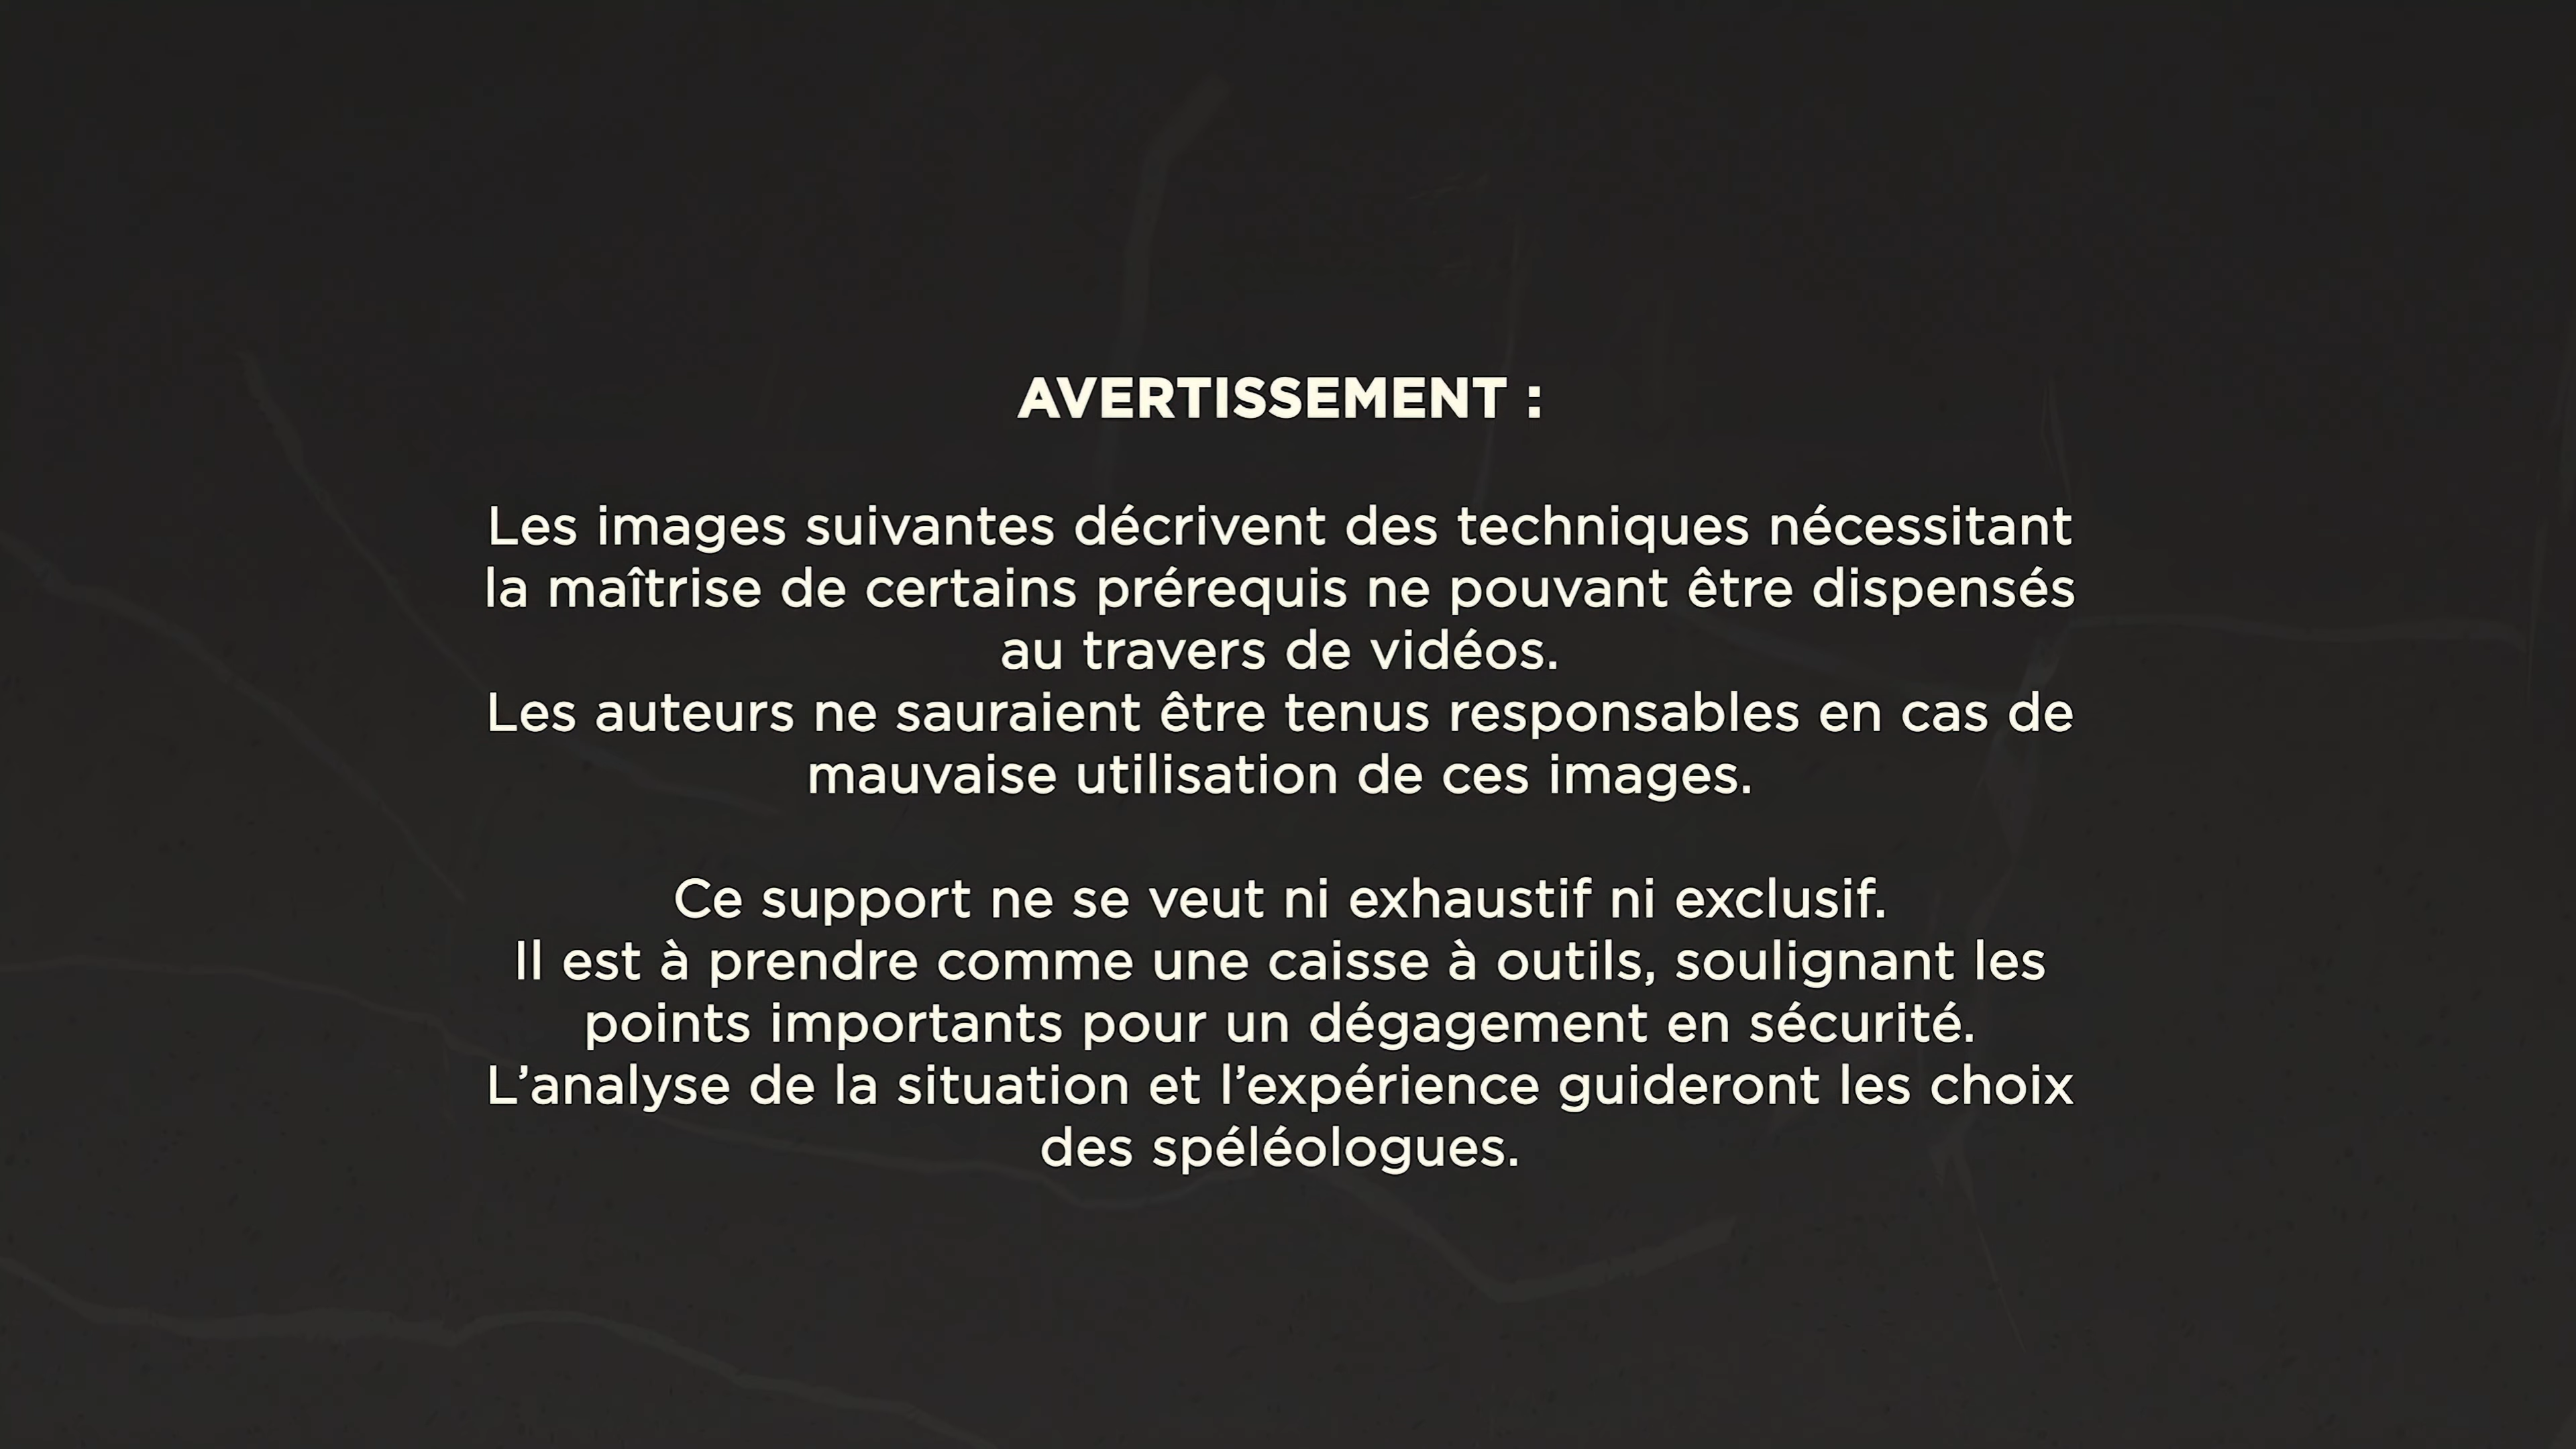 AVERTISSEMENT :
Les images suivantes décrivent des techniques nécessitant
la maîtrise de certains prérequis ne pouvant être dispensés
au travers de vidéos.
Les auteurs ne sauraient être tenus responsables en cas de
mauvaise utilisation de ces images.
Ce support ne se veut ni exhaustif ni exclusif.
Il est à prendre comme une caisse à outils, soulignant les
points importants pour un dégagement en sécurité.
L’analyse de la situation et l’expérience guideront les choix
des spéléologues.